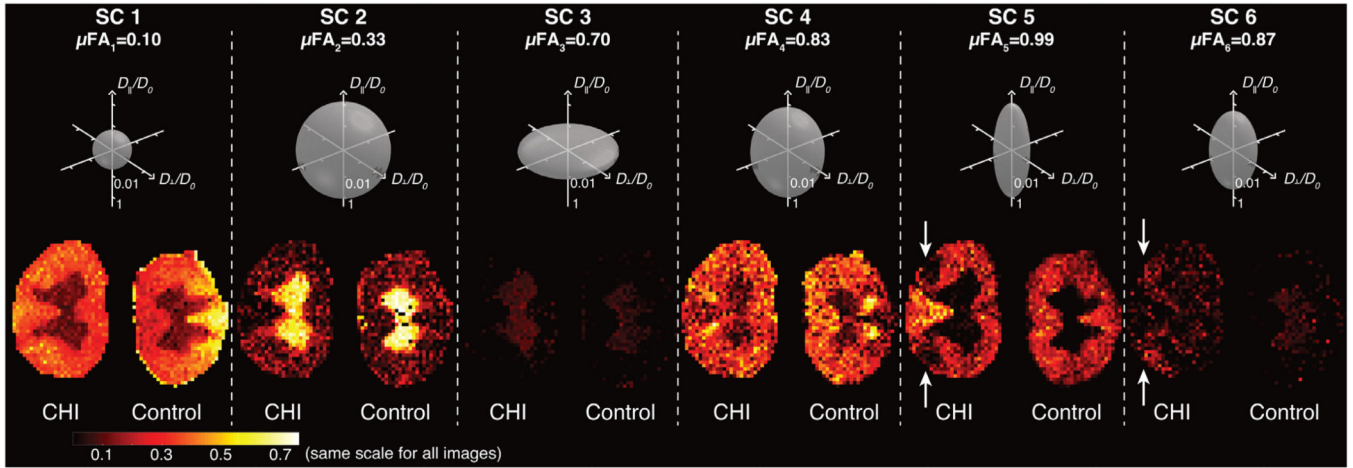 SC 1 SC 2 SC 3 SC 4 SC 5 SC 6
μFA₁=0.10 μFA₂=0.33 μFA₃=0.70 μFA₄=0.83 μFA₅=0.99 μFA₆=0.87
D∥/D₀ D∥/D₀ D∥/D₀ D∥/D₀ D∥/D₀ D∥/D₀
D⊥/D₀ D⊥/D₀ D⊥/D₀ D⊥/D₀ D⊥/D₀ D⊥/D₀
0.01 0.01 0.01 0.01 0.01 0.01
1 1 1 1 1 1
CHI Control CHI Control CHI Control CHI Control CHI Control CHI Control
0.1 0.3 0.5 0.7 (same scale for all images)